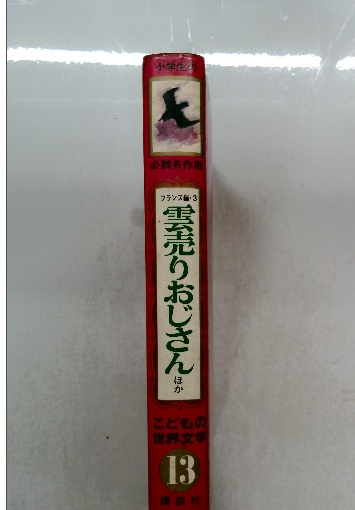 小学生の
必読名作集
フランス編・3
雲売りおじさん
ほか
こどもの
世界文学
13
講談社